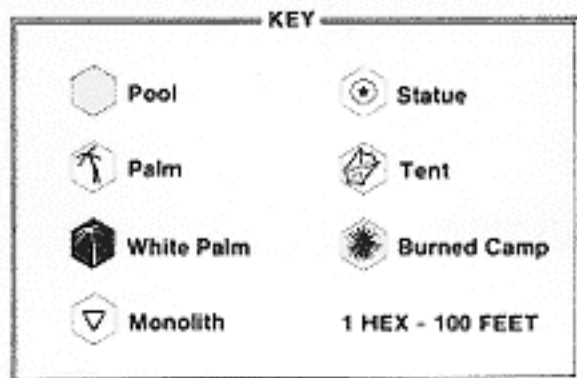 KEY
Pool
Statue
Palm
Tent
White Palm
Burned Camp
Monolith
1 HEX - 100 FEET